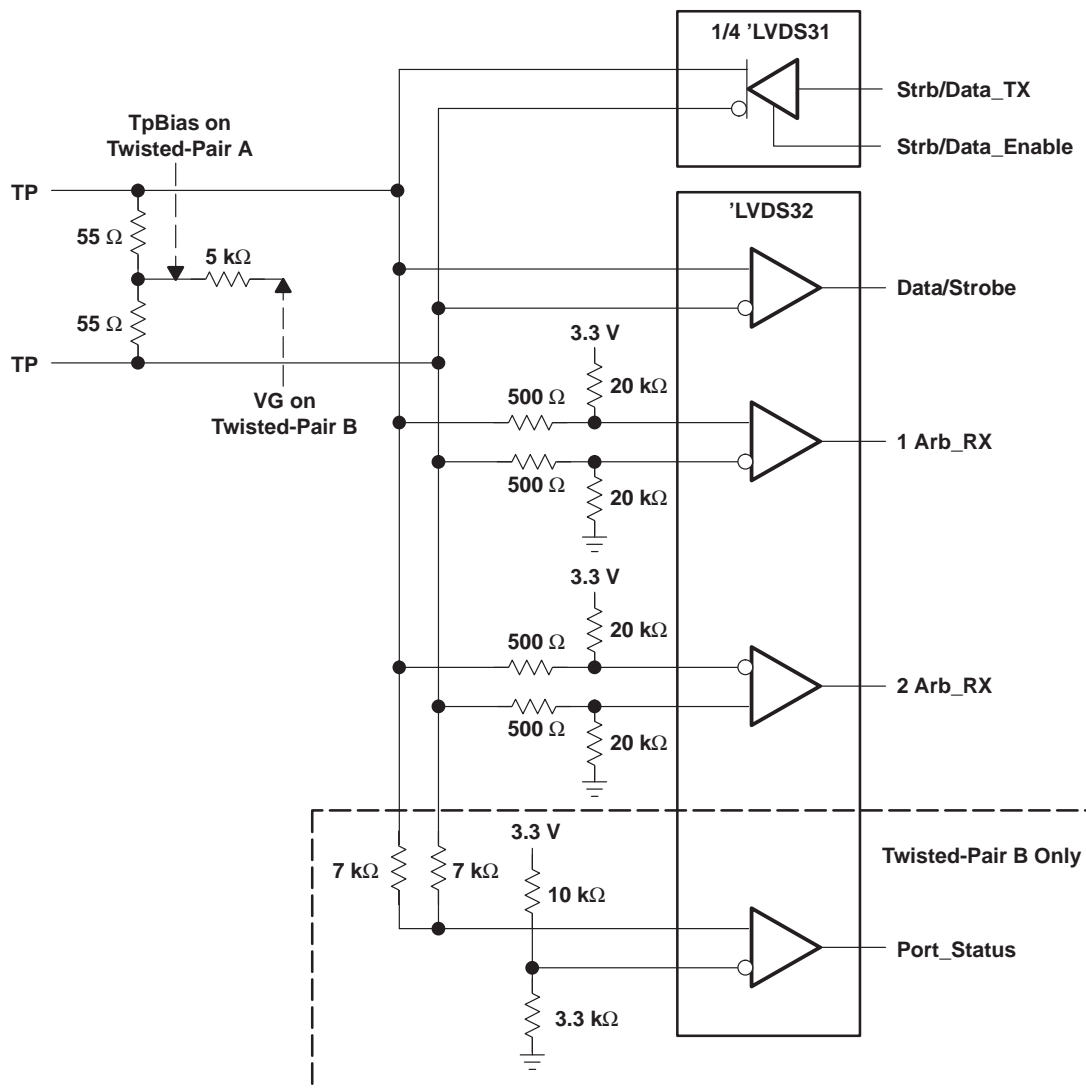 1/4 'LVDS31
Strb/Data_TX
Strb/Data_Enable
TpBias on
Twisted-Pair A
TP
'LVDS32
55 Ω
5 kΩ
Data/Strobe
55 Ω
3.3 V
TP
20 kΩ
500 Ω
VG on
Twisted-Pair B
1 Arb_RX
500 Ω
20 kΩ
3.3 V
20 kΩ
500 Ω
2 Arb_RX
500 Ω
20 kΩ
3.3 V
Twisted-Pair B Only
7 kΩ
7 kΩ
10 kΩ
Port_Status
3.3 kΩ